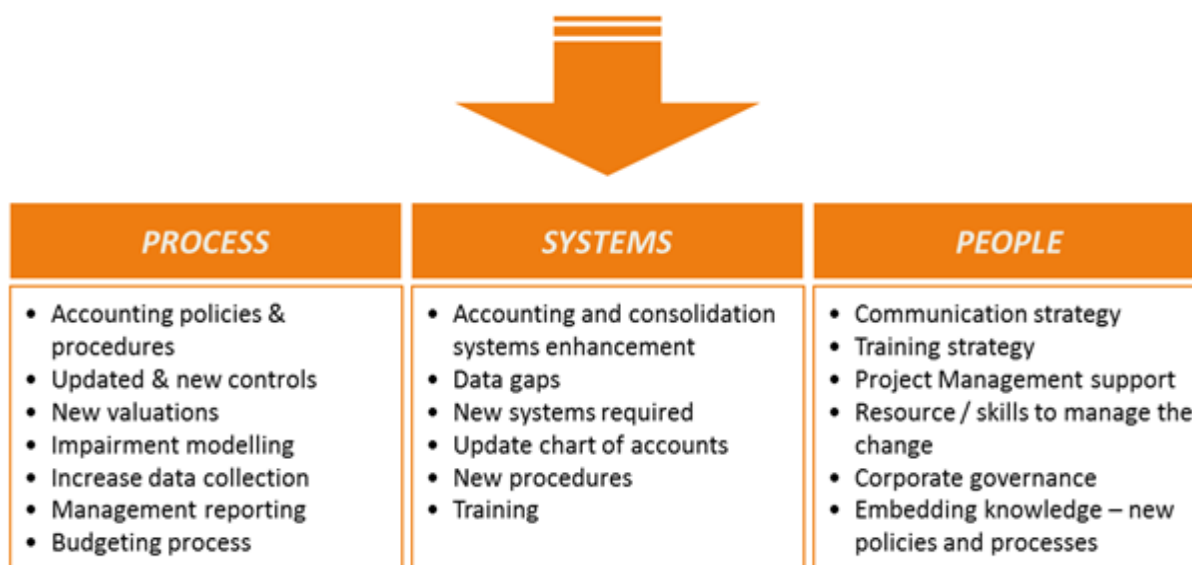 PROCESS
• Accounting policies &
procedures
• Updated & new controls
• New valuations
• Impairment modelling
• Increase data collection
• Management reporting
• Budgeting process
SYSTEMS
• Accounting and consolidation
systems enhancement
• Data gaps
• New systems required
• Update chart of accounts
• New procedures
• Training
PEOPLE
• Communication strategy
• Training strategy
• Project Management support
• Resource / skills to manage the
change
• Corporate governance
• Embedding knowledge – new
policies and processes